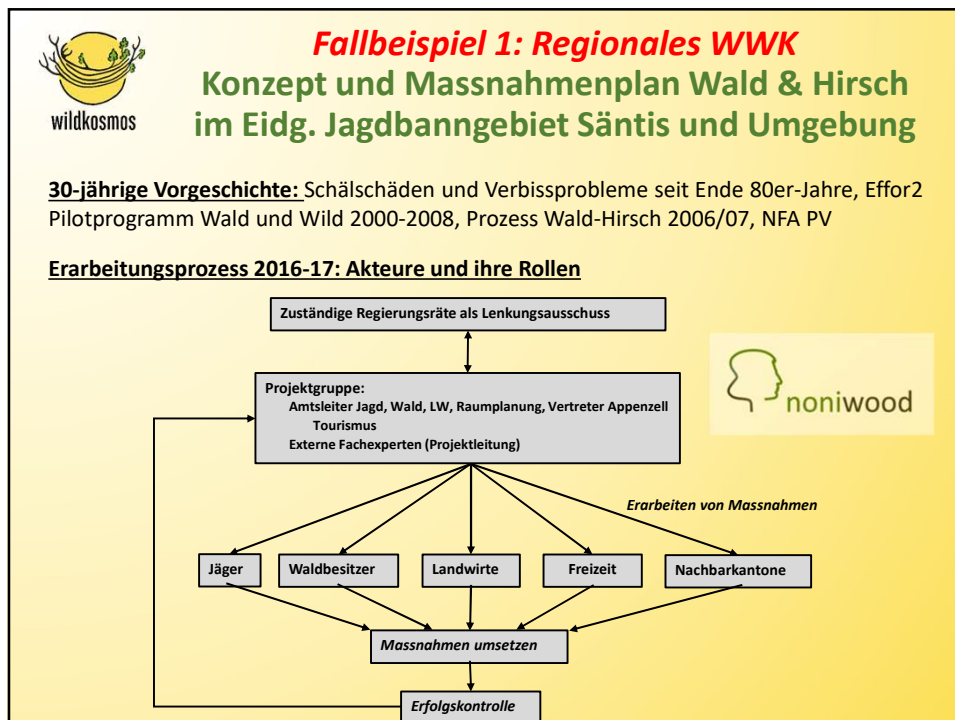 Fallbeispiel 1: Regionales WWK
Konzept und Massnahmenplan Wald & Hirsch
im Eidg. Jagdbanngebiet Säntis und Umgebung
wildkosmos
30-jährige Vorgeschichte: Schälschäden und Verbissprobleme seit Ende 80er-Jahre, Effor2
Pilotprogramm Wald und Wild 2000-2008, Prozess Wald-Hirsch 2006/07, NFA PV
Erarbeitungsprozess 2016-17: Akteure und ihre Rollen
Zuständige Regierungsräte als Lenkungsausschuss
Projektgruppe:
Amtsleiter Jagd, Wald, LW, Raumplanung, Vertreter Appenzell
Tourismus
Externe Fachexperten (Projektleitung)
noniwood
Erarbeiten von Massnahmen
Jäger
Waldbesitzer
Landwirte
Freizeit
Nachbarkantone
Massnahmen umsetzen
Erfolgskontrolle